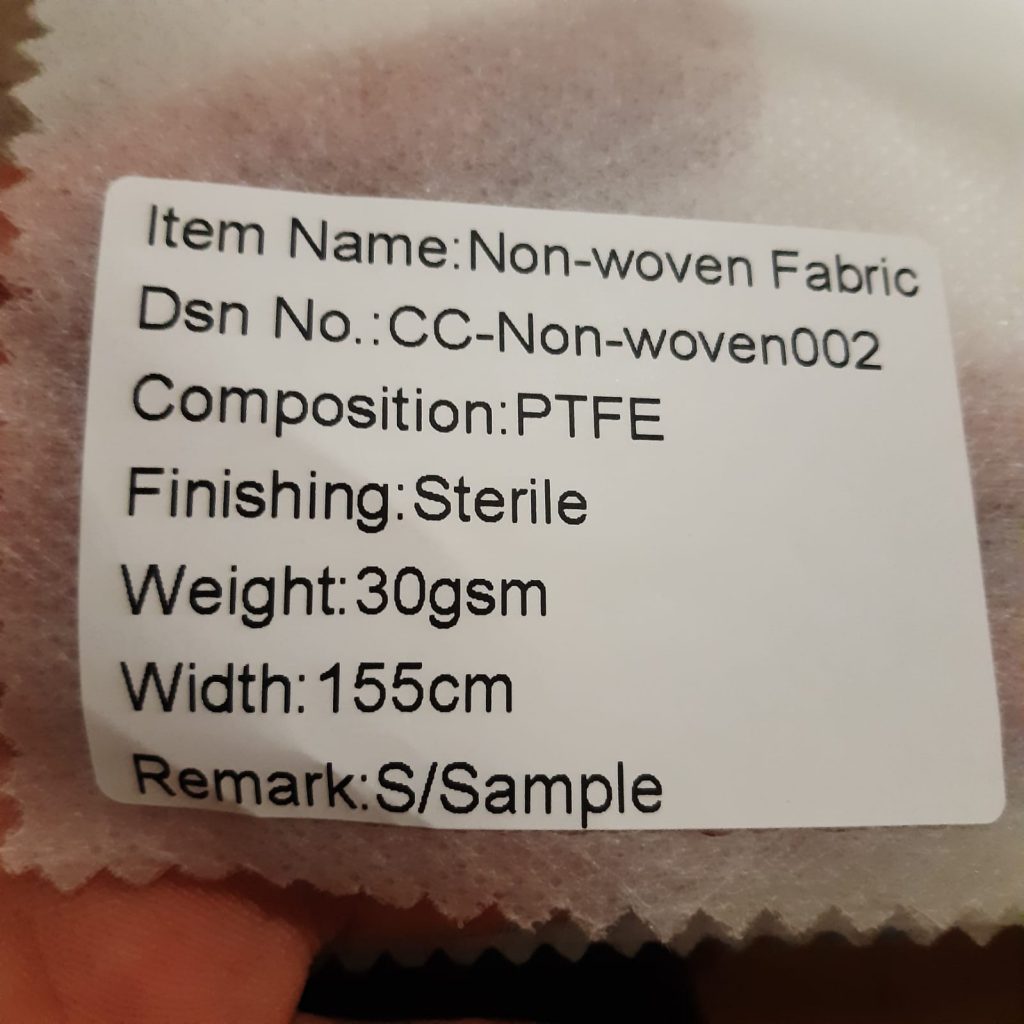 Item Name:Non-woven Fabric
Dsn No.:CC-Non-woven002
Composition:PTFE
Finishing:Sterile
Weight:30gsm
Width:155cm
Remark:S/Sample